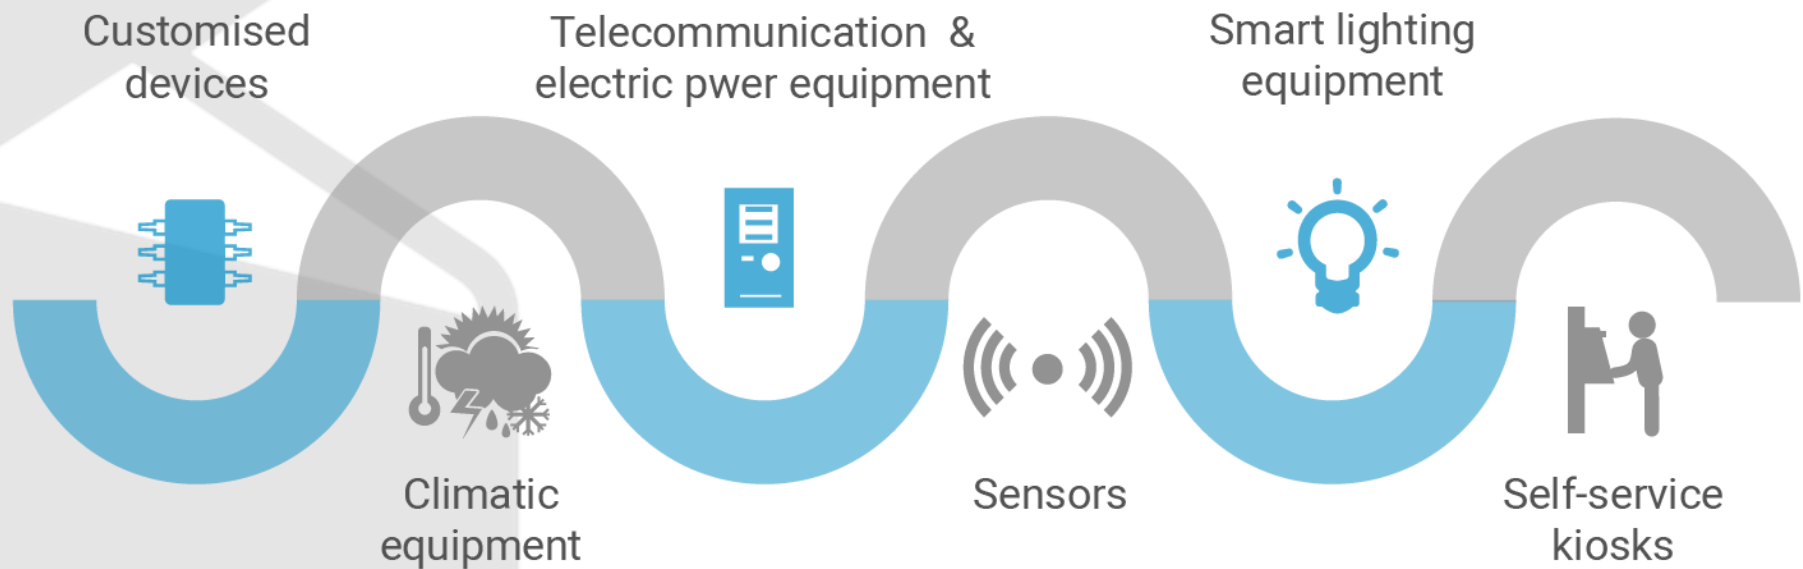 Customised
devices
Telecommunication &
electric pwer equipment
Smart lighting
equipment
Climatic
equipment
Sensors
Self-service
kiosks